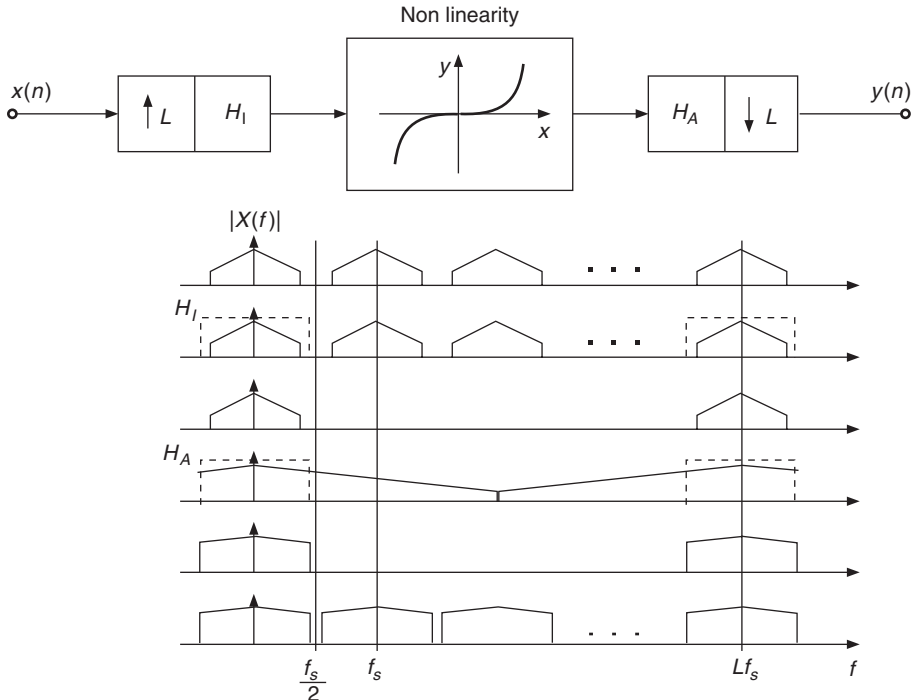 Non linearity
x(n)
y(n)
↑ L
H_I
y
x
H_A
↓ L
|X(f)|
. . .
H_I
. . .
H_A
. . .
f_s/2
f_s
Lf_s
f